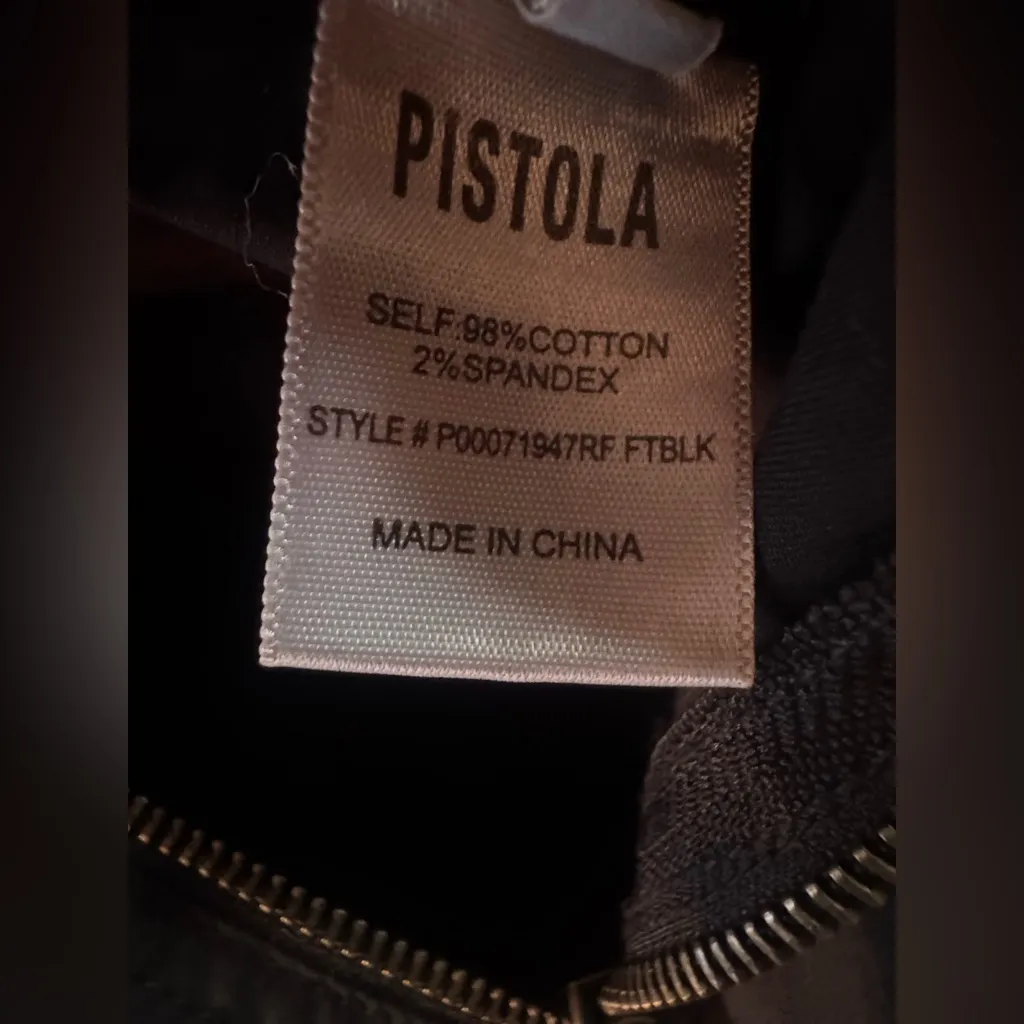 PISTOLA
SELF:98%COTTON
2%SPANDEX
STYLE # P00071947RF FTBLK
MADE IN CHINA